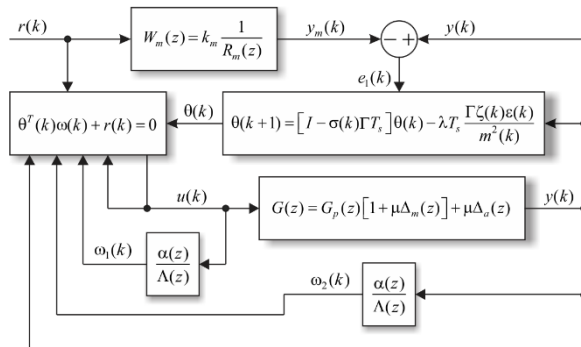 r(k)
W_m(z) = k_m 1/R_m(z)
y_m(k)
− +
y(k)
e_1(k)
θ^T(k)ω(k) + r(k) = 0
θ(k)
θ(k+1) = [I − σ(k)ΓT_s]θ(k) − λT_s Γζ(k)ε(k)/m^2(k)
u(k)
G(z) = G_p(z)[1 + μΔ_m(z)] + μΔ_a(z)
y(k)
ω_1(k)
α(z)/Λ(z)
ω_2(k)
α(z)/Λ(z)